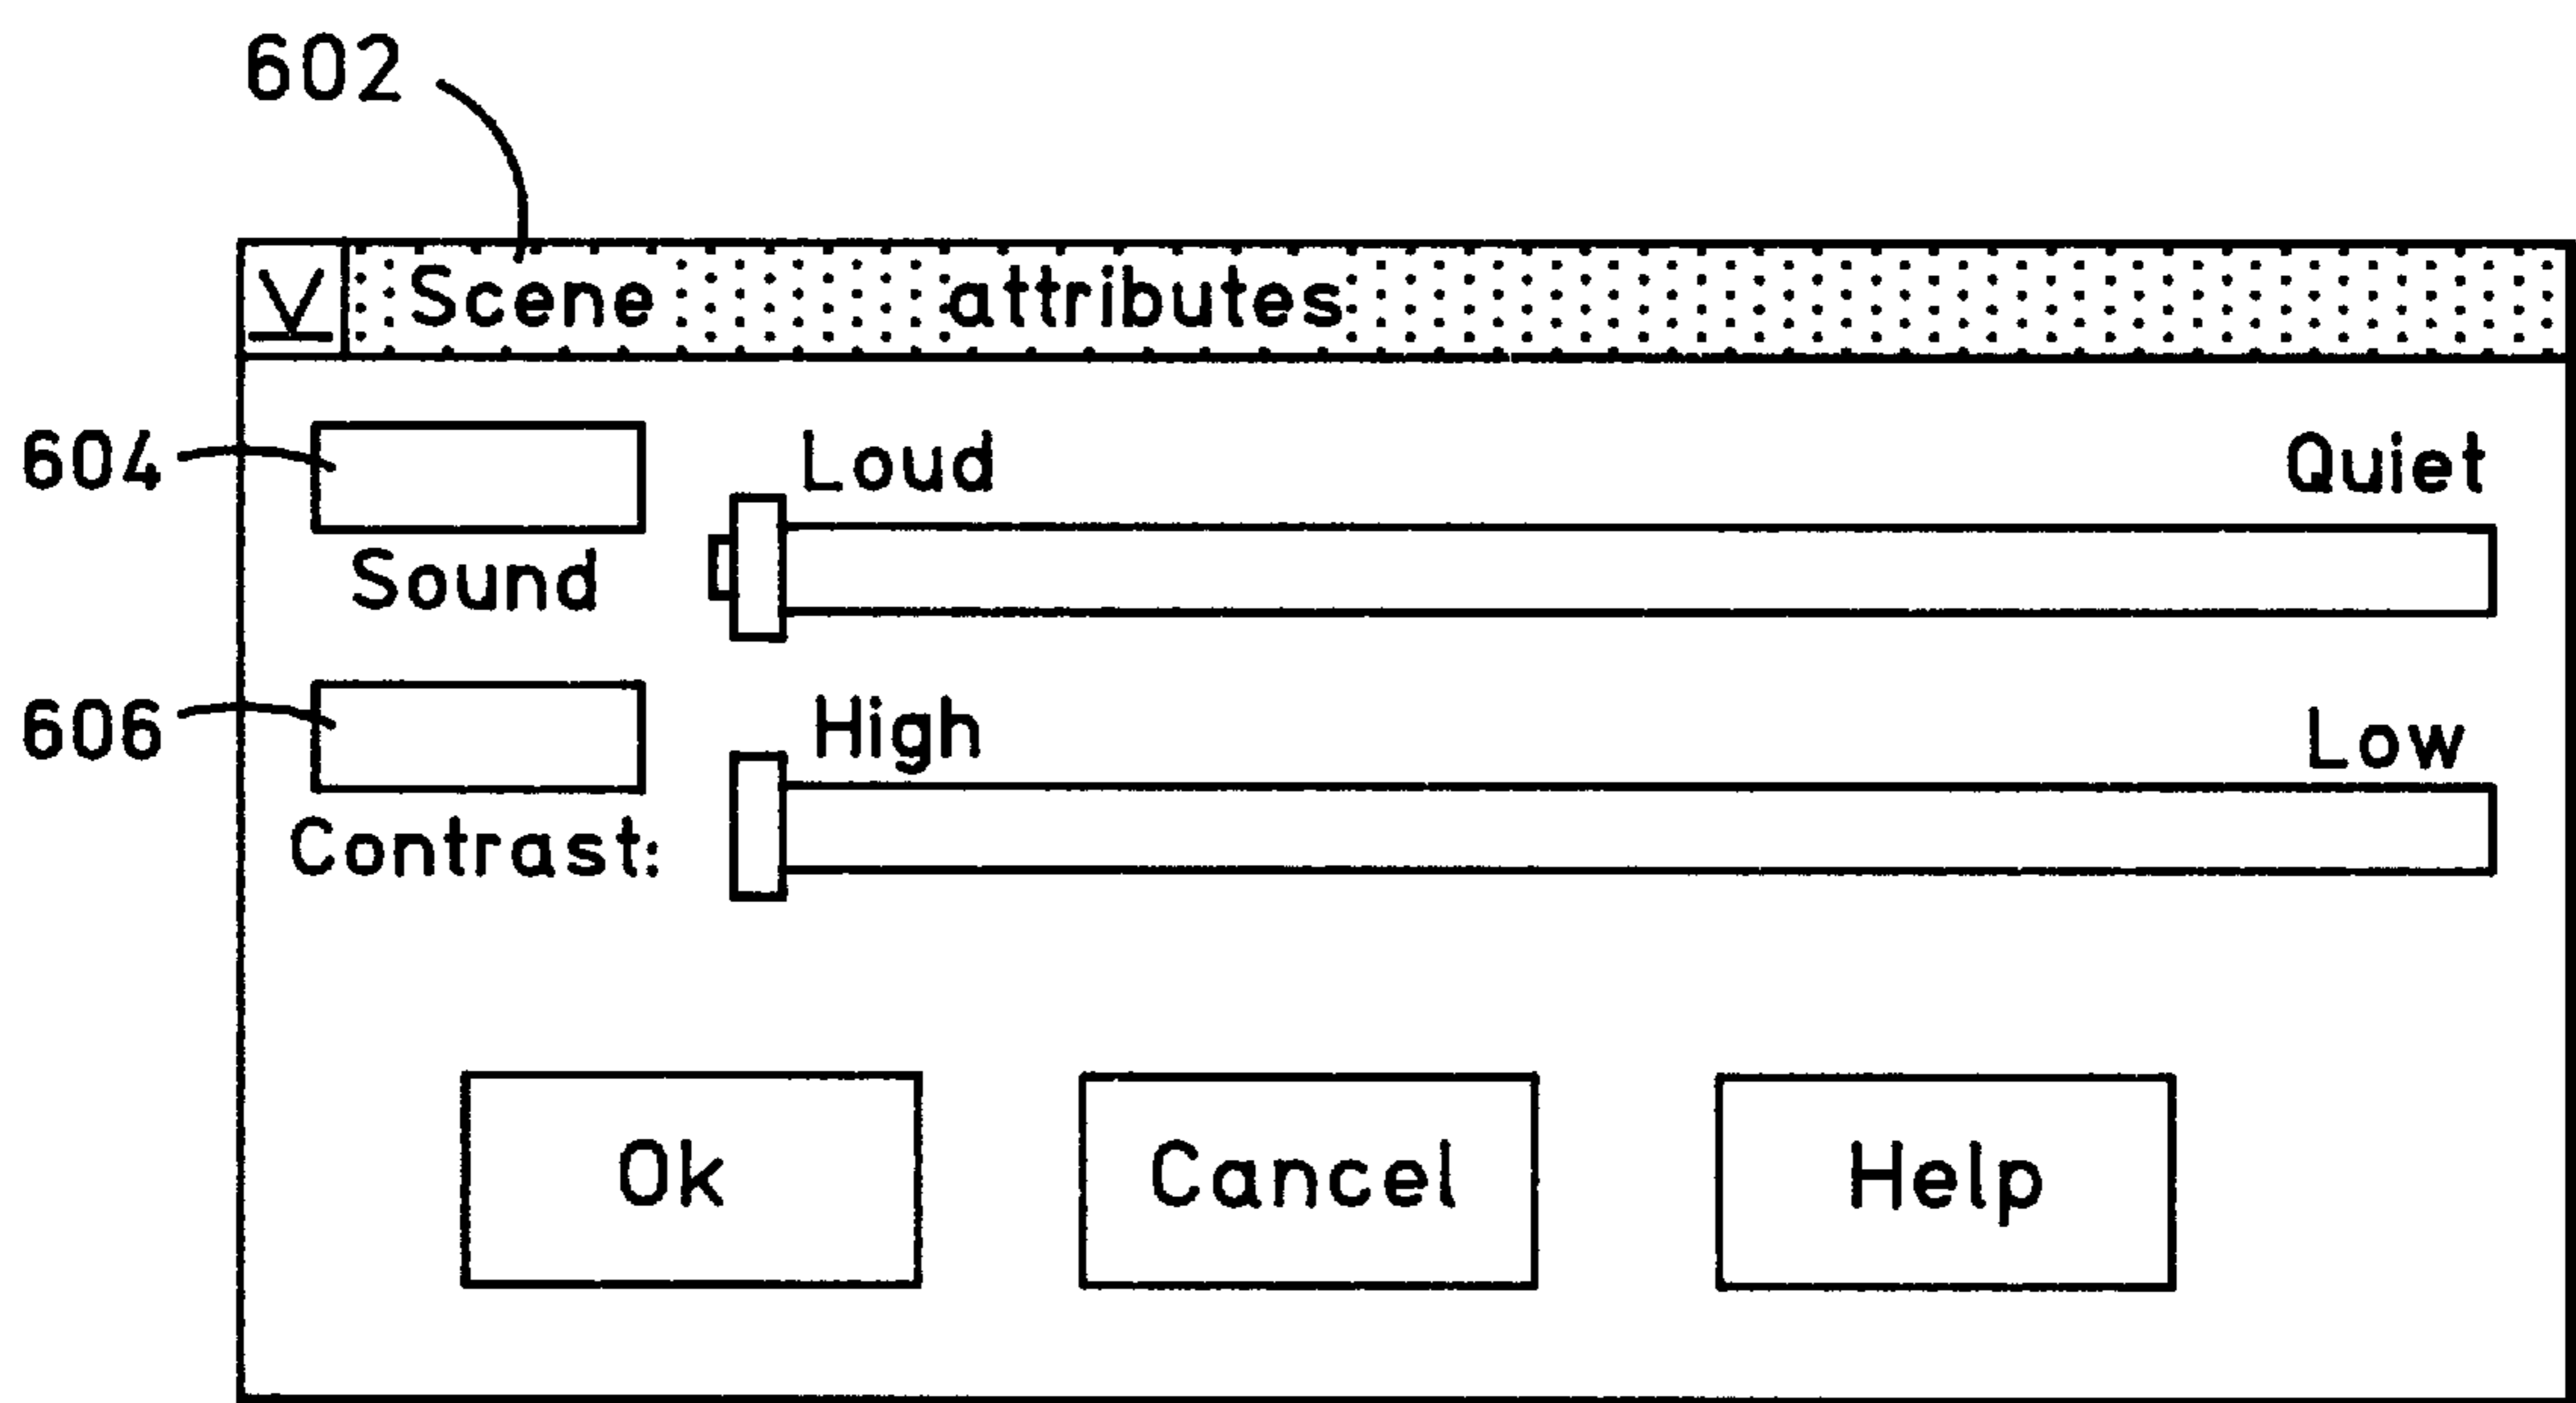 602
V Scene attributes
604 Loud Quiet
Sound
606 High Low
Contrast:
Ok Cancel Help